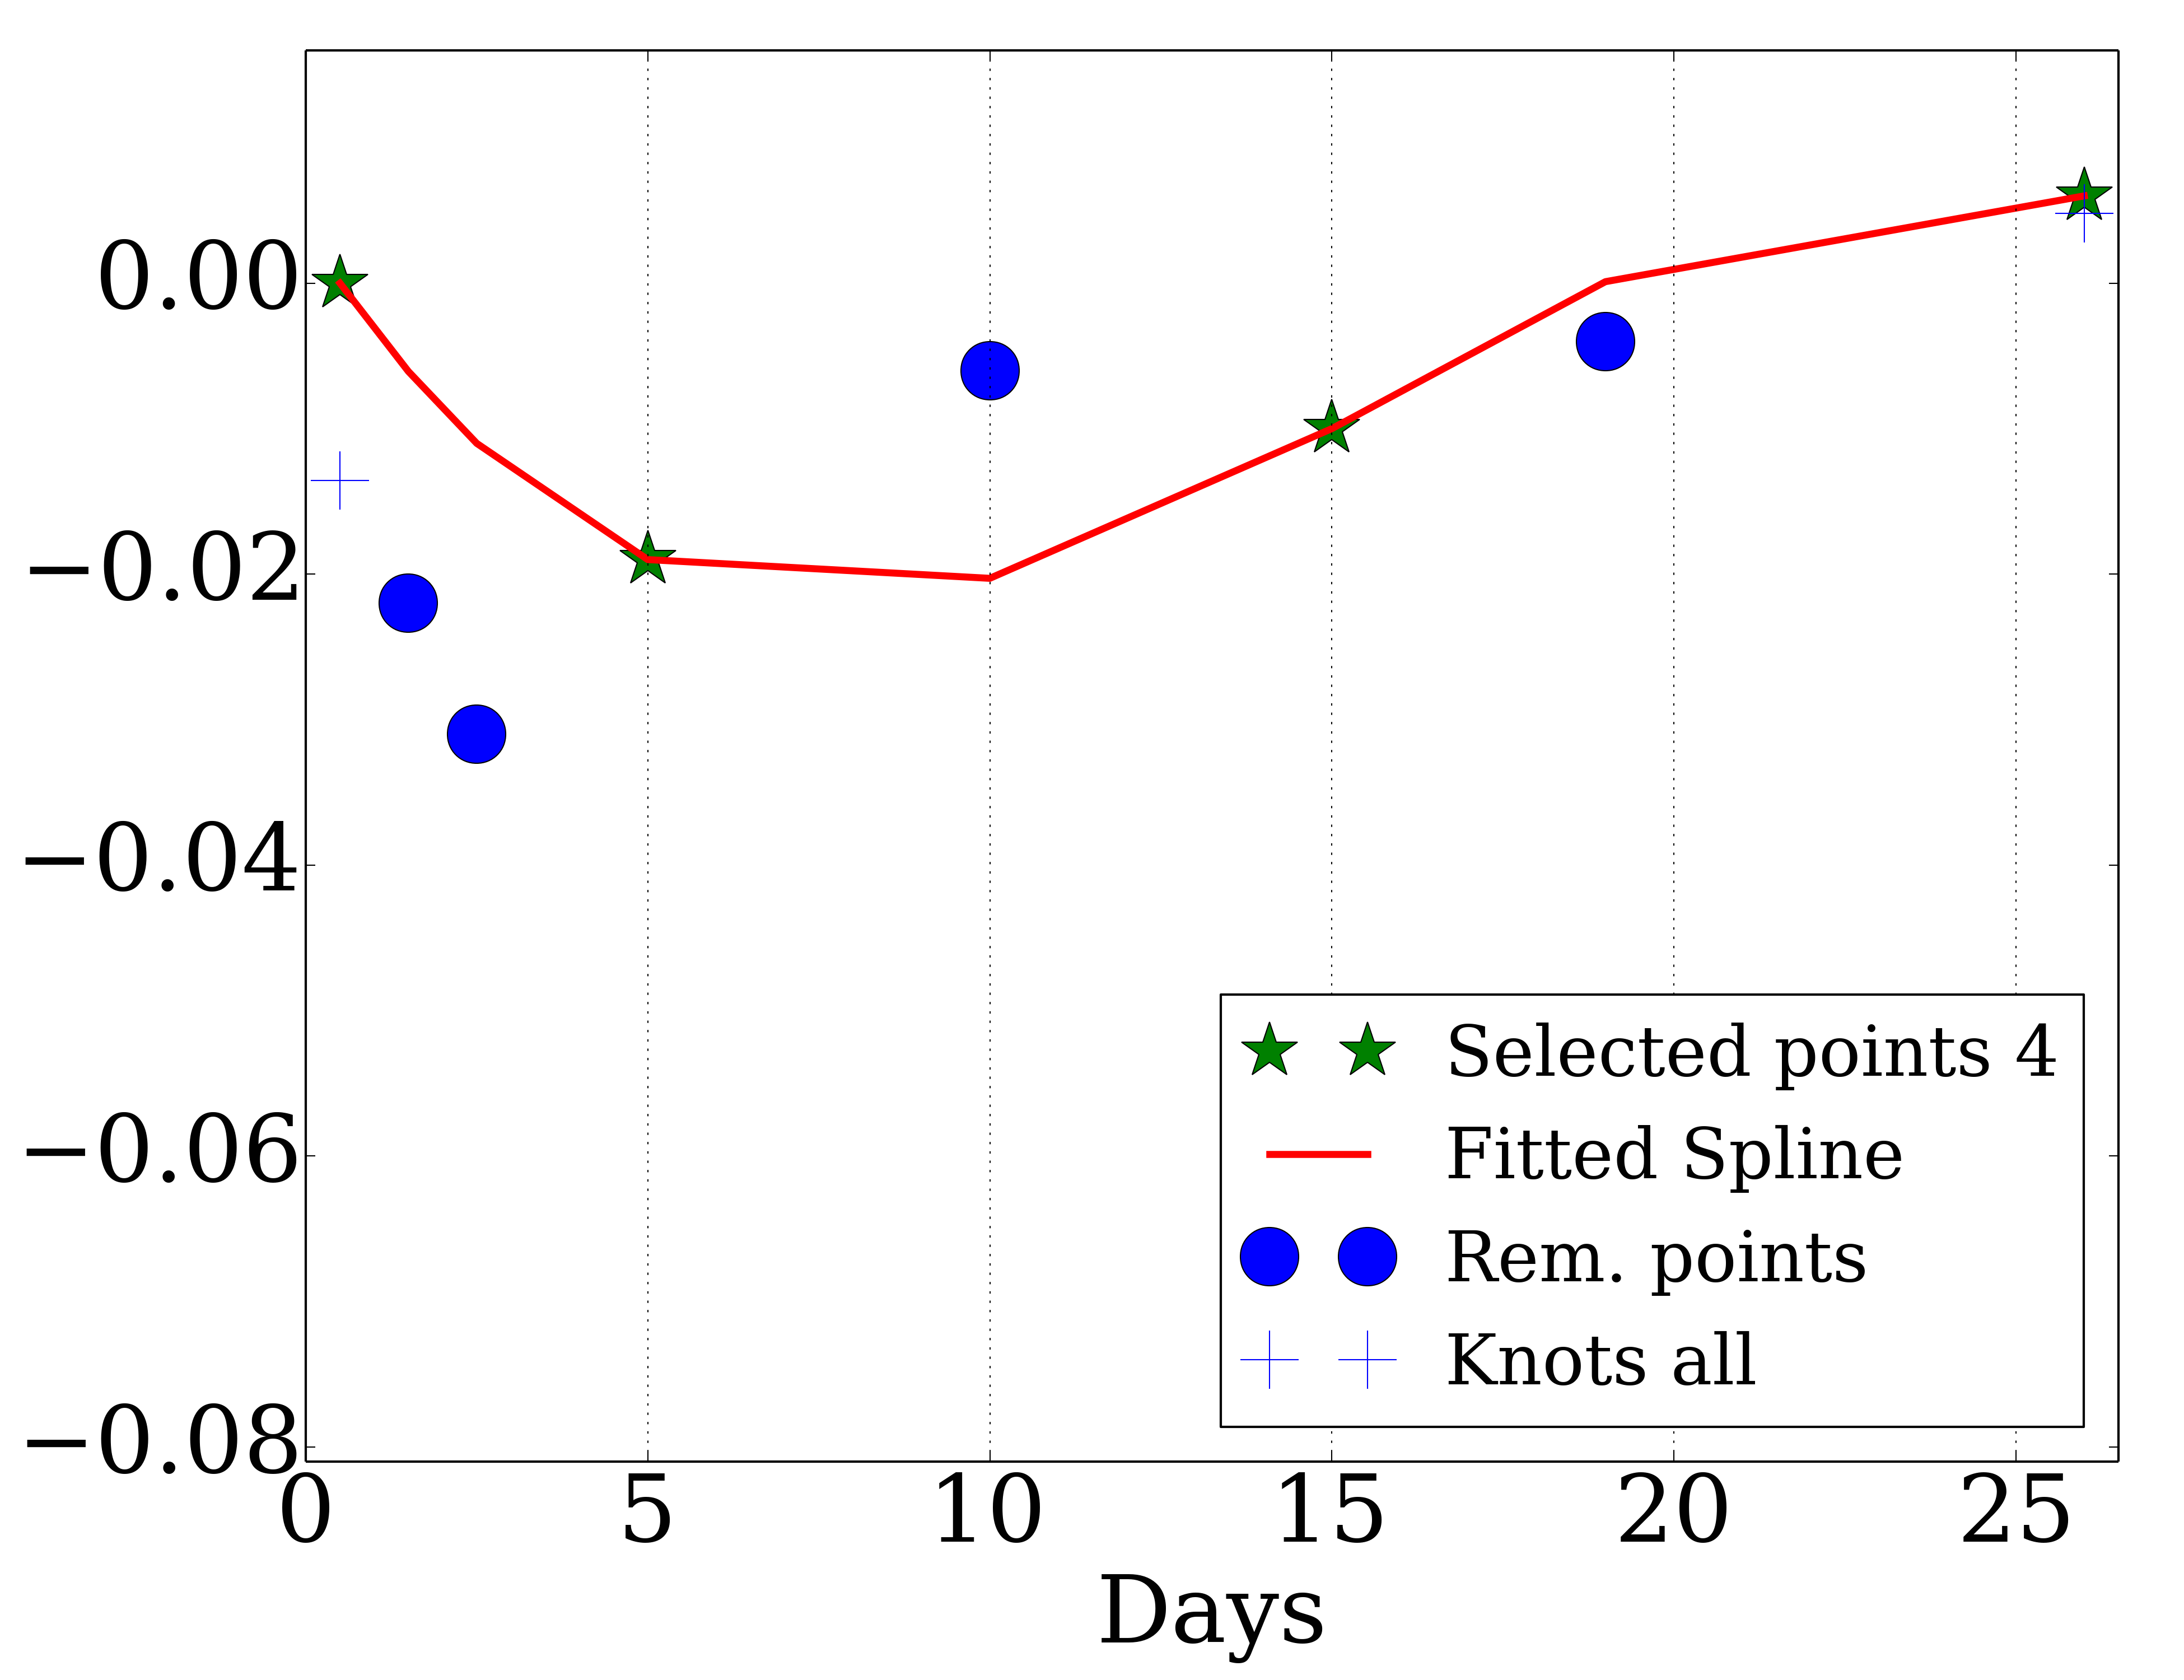 0.00
−0.02
−0.04
−0.06
−0.08
0 5 10 15 20 25
Days
Selected points 4
Fitted Spline
Rem. points
Knots all